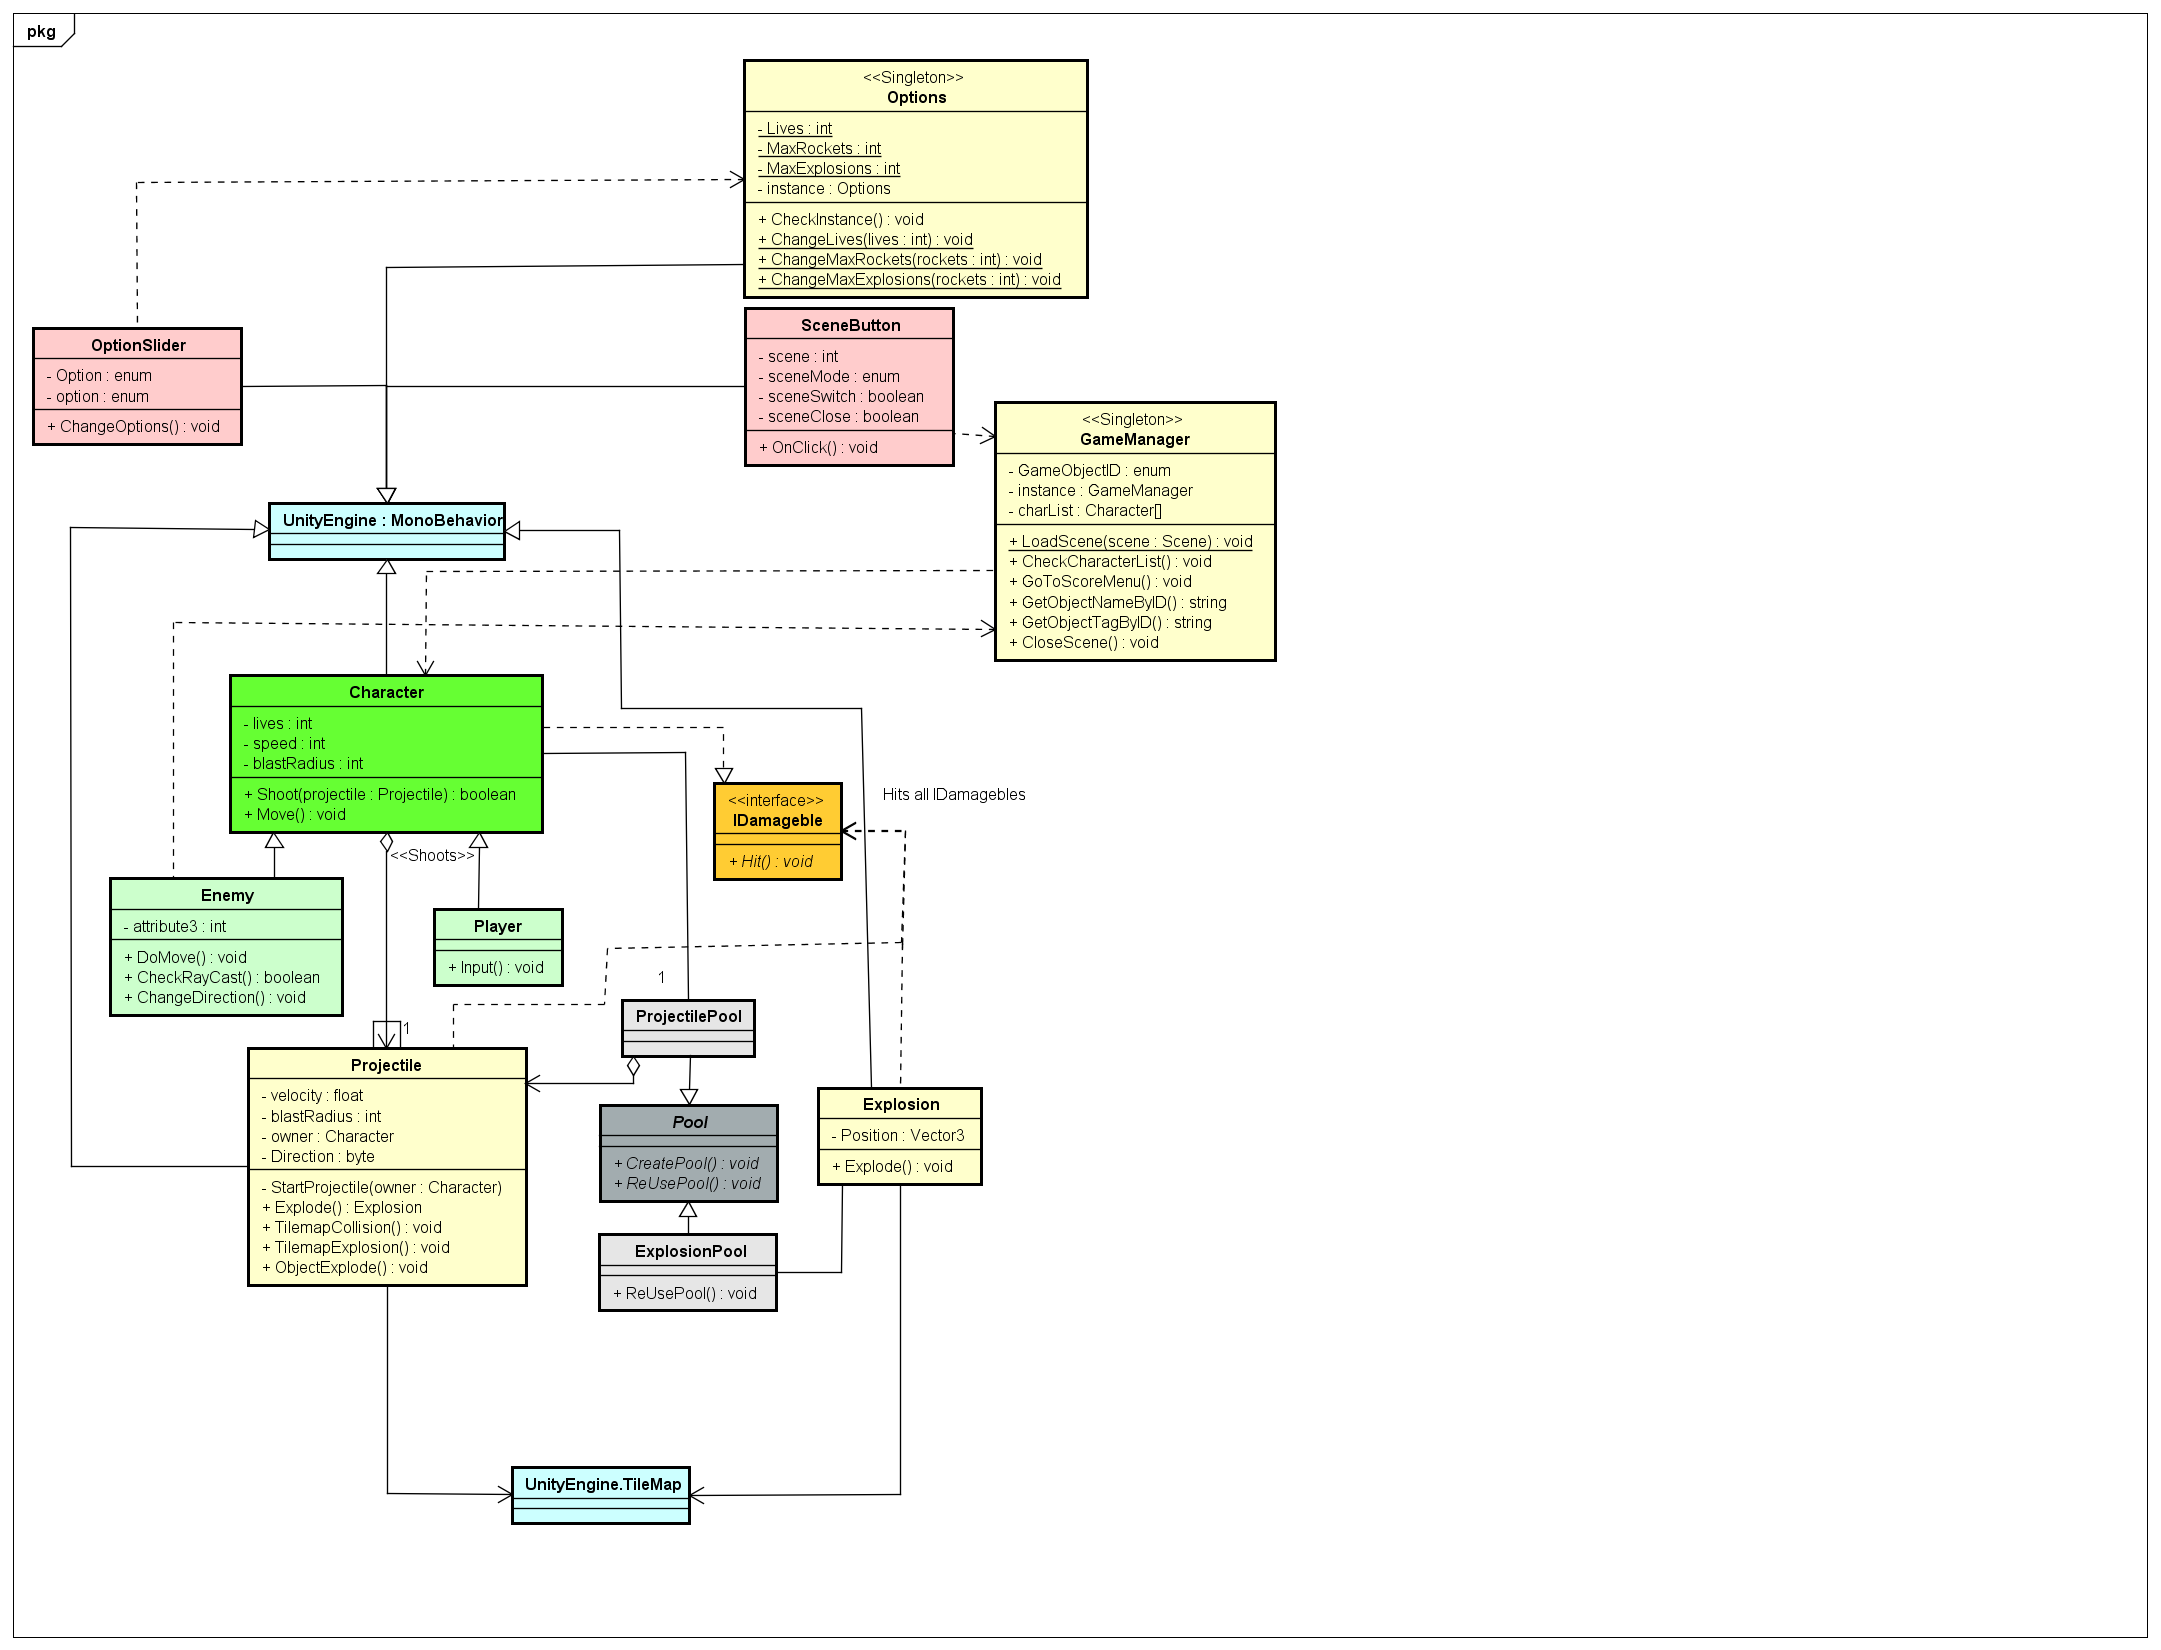 pkg
<<Singleton>>
Options
- Lives : int
- MaxRockets : int
- MaxExplosions : int
- instance : Options
+ CheckInstance() : void
+ ChangeLives(lives : int) : void
+ ChangeMaxRockets(rockets : int) : void
+ ChangeMaxExplosions(rockets : int) : void
OptionSlider
- Option : enum
- option : enum
+ ChangeOptions() : void
SceneButton
- scene : int
- sceneMode : enum
- sceneSwitch : boolean
- sceneClose : boolean
+ OnClick() : void
<<Singleton>>
GameManager
- GameObjectID : enum
- instance : GameManager
- charList : Character[]
+ LoadScene(scene : Scene) : void
+ CheckCharacterList() : void
+ GoToScoreMenu() : void
+ GetObjectNameByID() : string
+ GetObjectTagByID() : string
+ CloseScene() : void
UnityEngine : MonoBehavior
Character
- lives : int
- speed : int
- blastRadius : int
+ Shoot(projectile : Projectile) : boolean
+ Move() : void
<<interface>>
IDamageble
+ Hit() : void
Hits all IDamagebles
<<Shoots>>
Enemy
- attribute3 : int
+ DoMove() : void
+ CheckRayCast() : boolean
+ ChangeDirection() : void
Player
+ Input() : void
1
ProjectilePool
1
Projectile
- velocity : float
- blastRadius : int
- owner : Character
- Direction : byte
- StartProjectile(owner : Character)
+ Explode() : Explosion
+ TilemapCollision() : void
+ TilemapExplosion() : void
+ ObjectExplode() : void
Pool
+ CreatePool() : void
+ ReUsePool() : void
Explosion
- Position : Vector3
+ Explode() : void
ExplosionPool
+ ReUsePool() : void
UnityEngine.TileMap